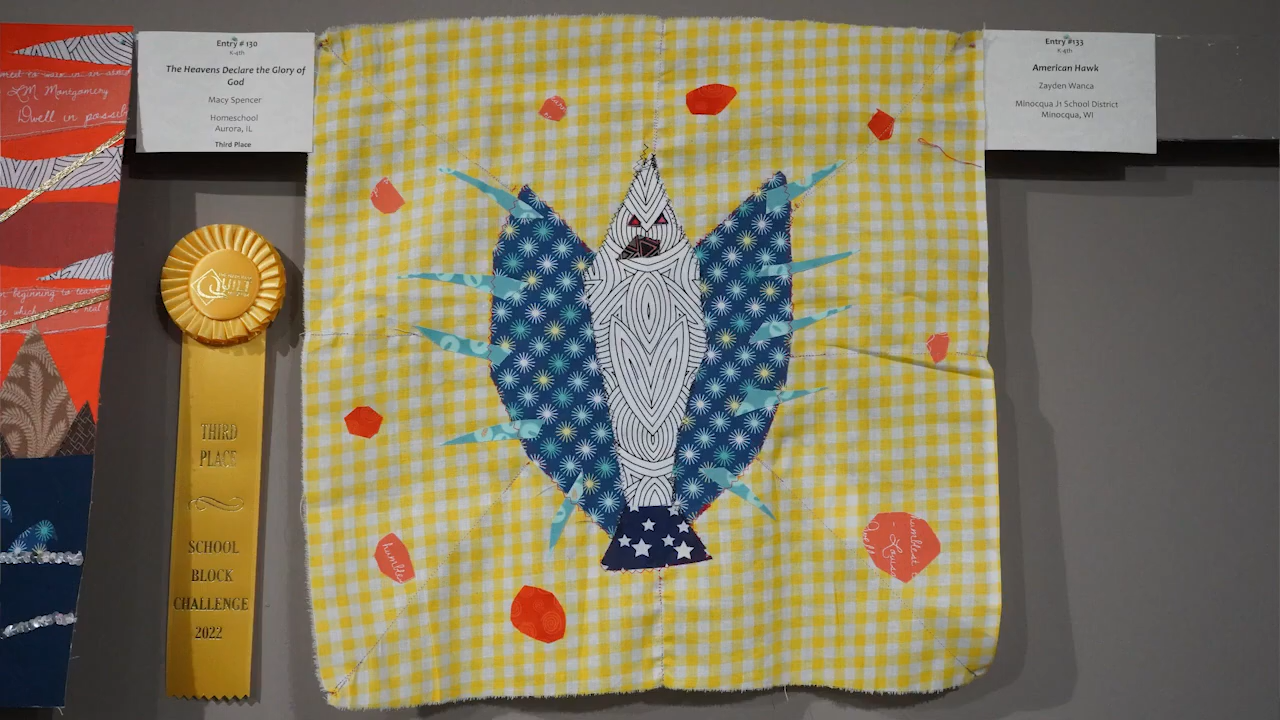 LM Montgomery
Dwell in possib
Entry # 130
K-4th
The Heavens Declare the Glory of
God
Macy Spencer
Homeschool
Aurora, IL
Third Place
QUILT
THIRD
PLACE
SCHOOL
BLOCK
CHALLENGE
2022
humble
umblest
Louisa
Entry #133
K-4th
American Hawk
Zayden Wanca
Minocqua J1 School District
Minocqua, WI